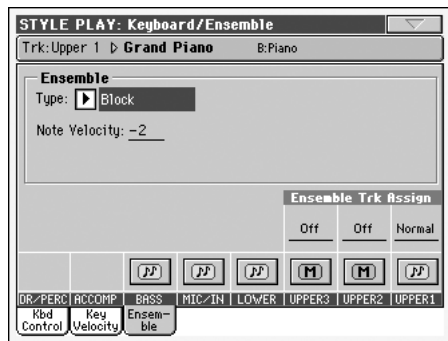 STYLE PLAY: Keyboard/Ensemble
Trk:Upper 1 Grand Piano B:Piano
Ensemble
Type: Block
Note Velocity: -2
Ensemble Trk Assign
Off Off Normal
M M
DR/PERC ACCOMP BASS MIC/IN LOWER UPPER3 UPPER2 UPPER1
Kbd Control
Key Velocity
Ensem-
ble